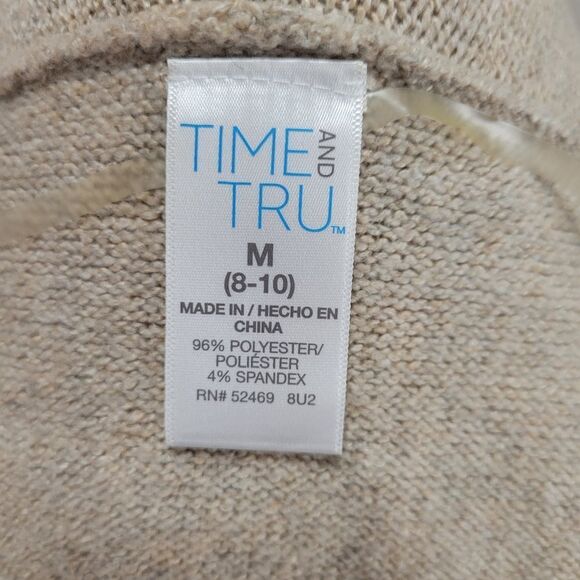 TIME AND
TRU™
M
(8-10)
MADE IN / HECHO EN
CHINA
96% POLYESTER/
POLIÉSTER
4% SPANDEX
RN# 52469 8U2